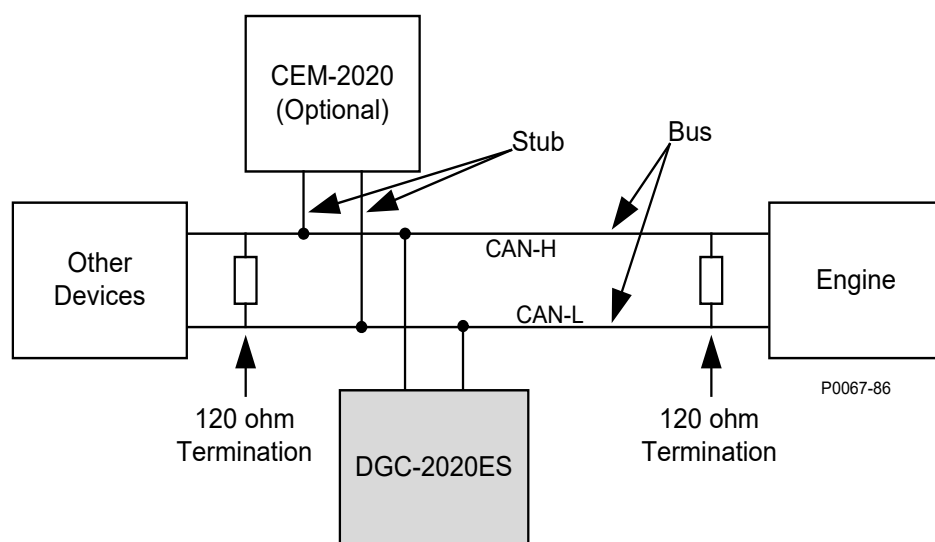 CEM-2020
(Optional)
Stub
Bus
Other
Devices
CAN-H
CAN-L
Engine
P0067-86
120 ohm
Termination
120 ohm
Termination
DGC-2020ES